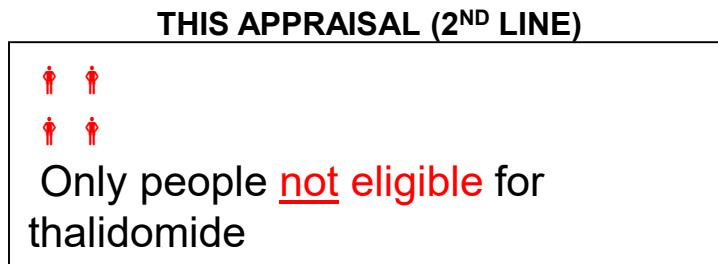 THIS APPRAISAL (2ND LINE)
Only people not eligible for
thalidomide